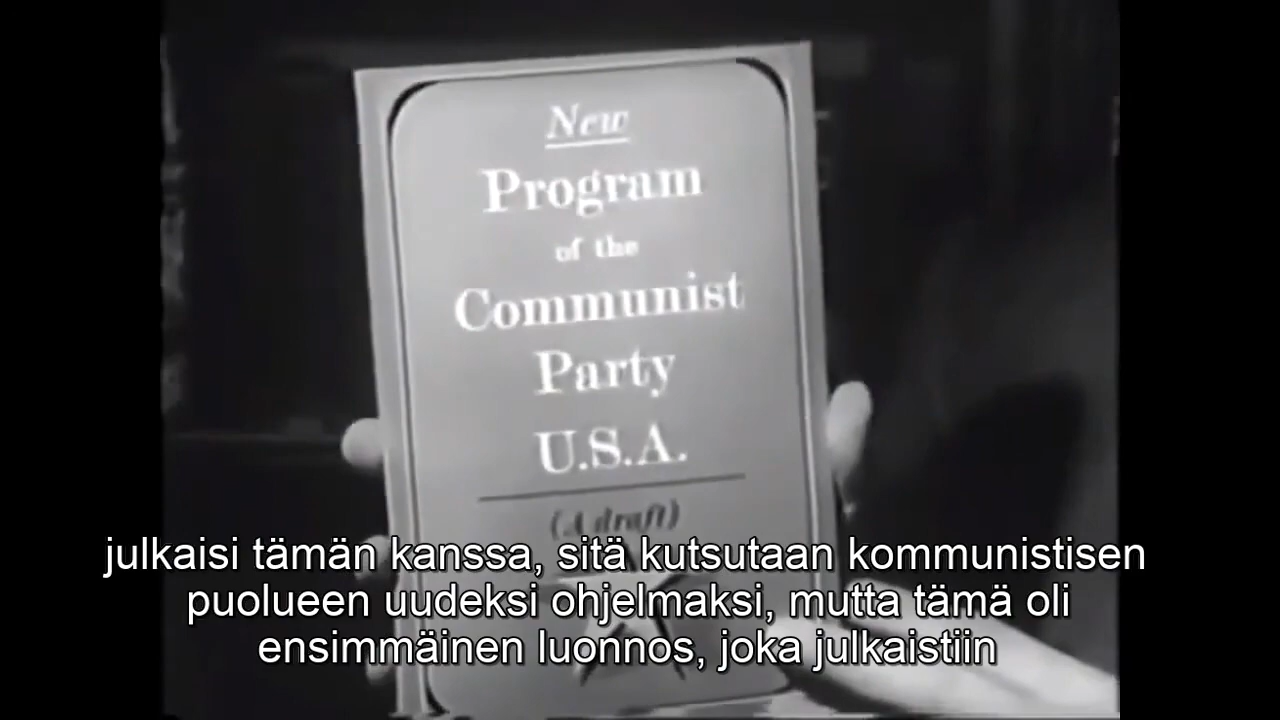 New
Program
of the
Communist
Party
U.S.A.
(A draft)
julkaisi tämän kanssa, sitä kutsutaan kommunistisen
puolueen uudeksi ohjelmaksi, mutta tämä oli
ensimmäinen luonnos, joka julkaistiin